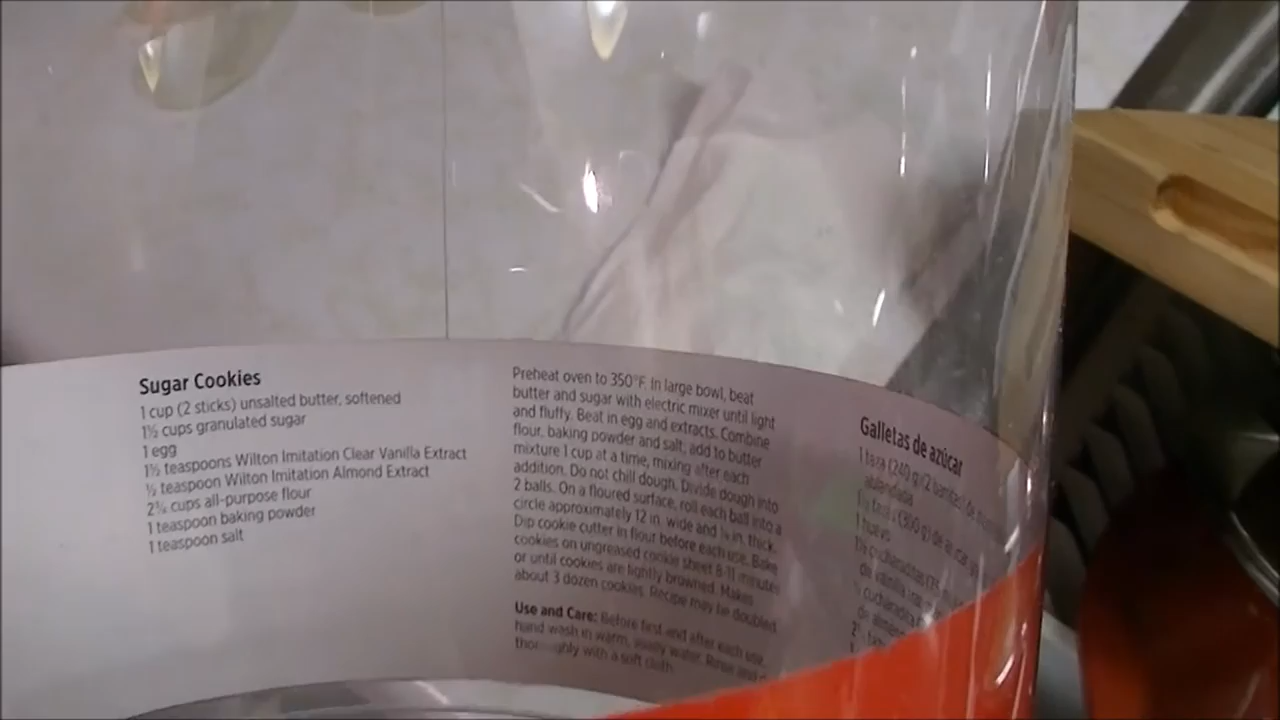 Sugar Cookies
1 cup (2 sticks) unsalted butter, softened
1½ cups granulated sugar
1 egg
1½ teaspoons Wilton Imitation Clear Vanilla Extract
½ teaspoon Wilton Imitation Almond Extract
2¾ cups all-purpose flour
1 teaspoon baking powder
1 teaspoon salt
Preheat oven to 350°F. In large bowl, beat
butter and sugar with electric mixer until light
and fluffy. Beat in egg and extracts. Combine
flour, baking powder and salt, add to butter
mixture 1 cup at a time, mixing after each
addition. Do not chill dough. Divide dough into
2 balls. On a floured surface, roll each ball into a
circle approximately 12 in. wide and in. thick.
Dip cookie cutter in flour before each use. Bake
cookies on ungreased cookie sheet 8-11 minutes
or until cookies are lightly browned. Makes
about 3 dozen cookies. Recipe may be doubled.
Use and Care: Before first and after each use,
hand wash in warm, soapy water. Rinse and
thoroughly with a soft cloth.
Galletas de azúcar
1 taza (240 g/2 barritas) de
ablandada
1 huevo